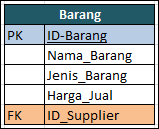 Barang
PK ID-Barang
Nama_Barang
Jenis_Barang
Harga_Jual
FK ID_Supplier